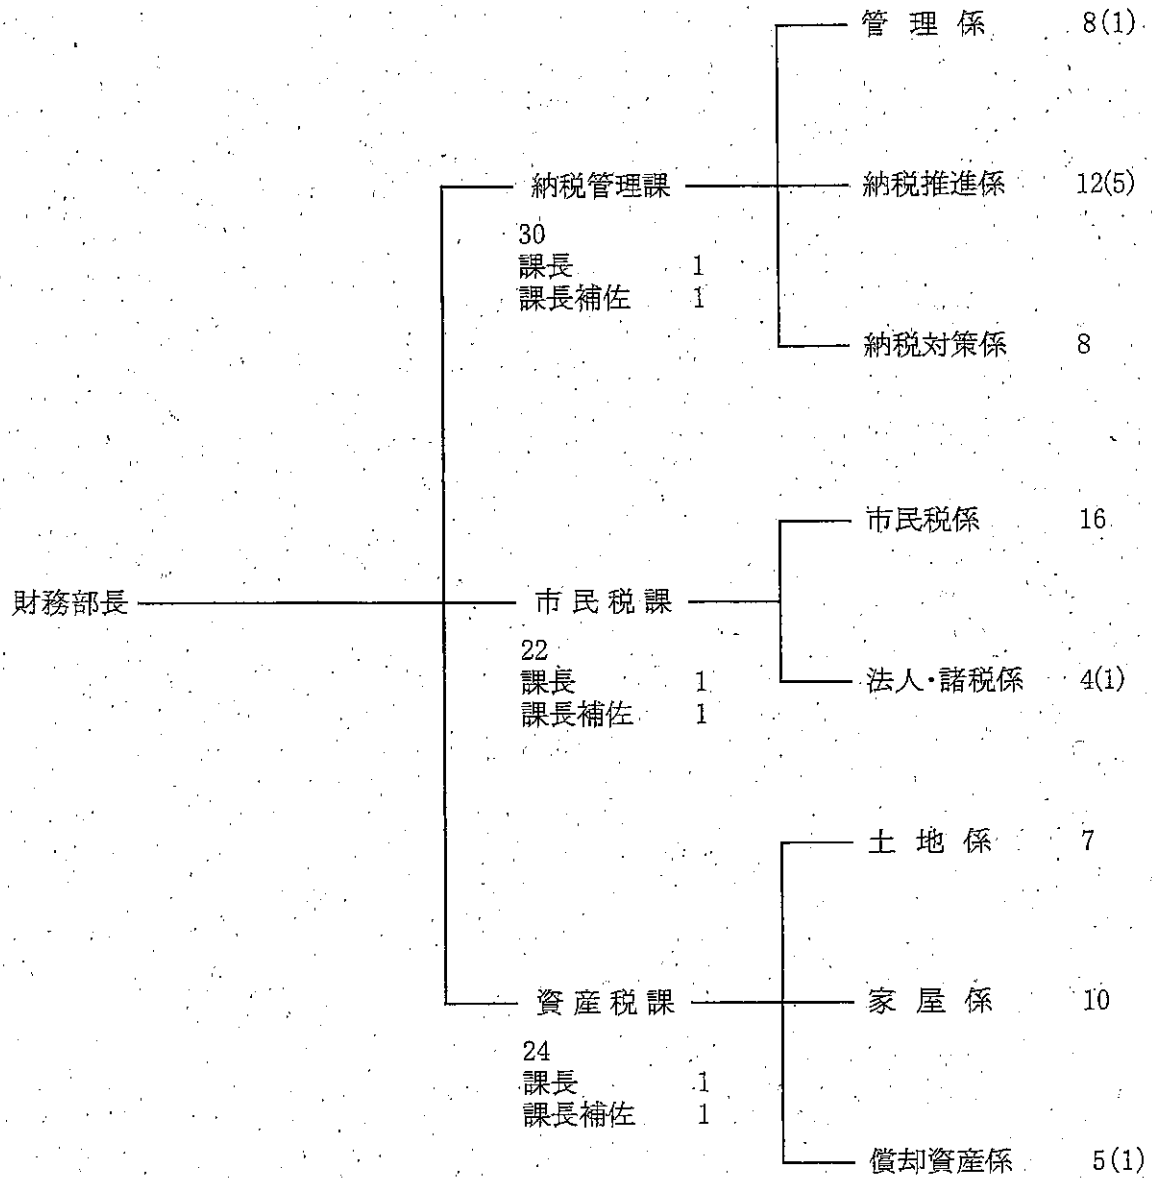 管理係 8(1)
納税管理課
30
課長 1
課長補佐 1
納税推進係 12(5)
納税対策係 8
財務部長
市民税課
22
課長 1
課長補佐 1
市民税係 16
法人・諸税係 4(1)
資産税課
24
課長 1
課長補佐 1
土地係 7
家屋係 10
償却資産係 5(1)